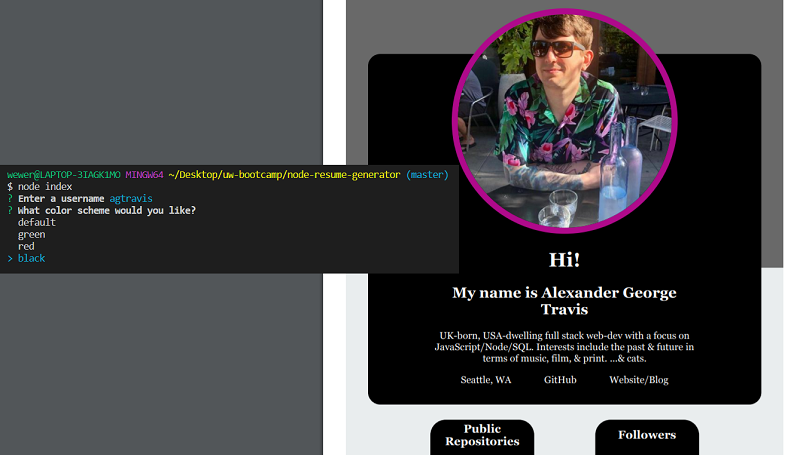 wewer@LAPTOP-3IAGK1MO MINGW64 ~/Desktop/uw-bootcamp/node-resume-generator (master)
$ node index
? Enter a username agtravis
? What color scheme would you like?
default
green
red
> black
Hi!
My name is Alexander George
Travis
UK-born, USA-dwelling full stack web-dev with a focus on
JavaScript/Node/SQL. Interests include the past & future in
terms of music, film, & print. ...& cats.
Seattle, WA GitHub Website/Blog
Public
Repositories
Followers